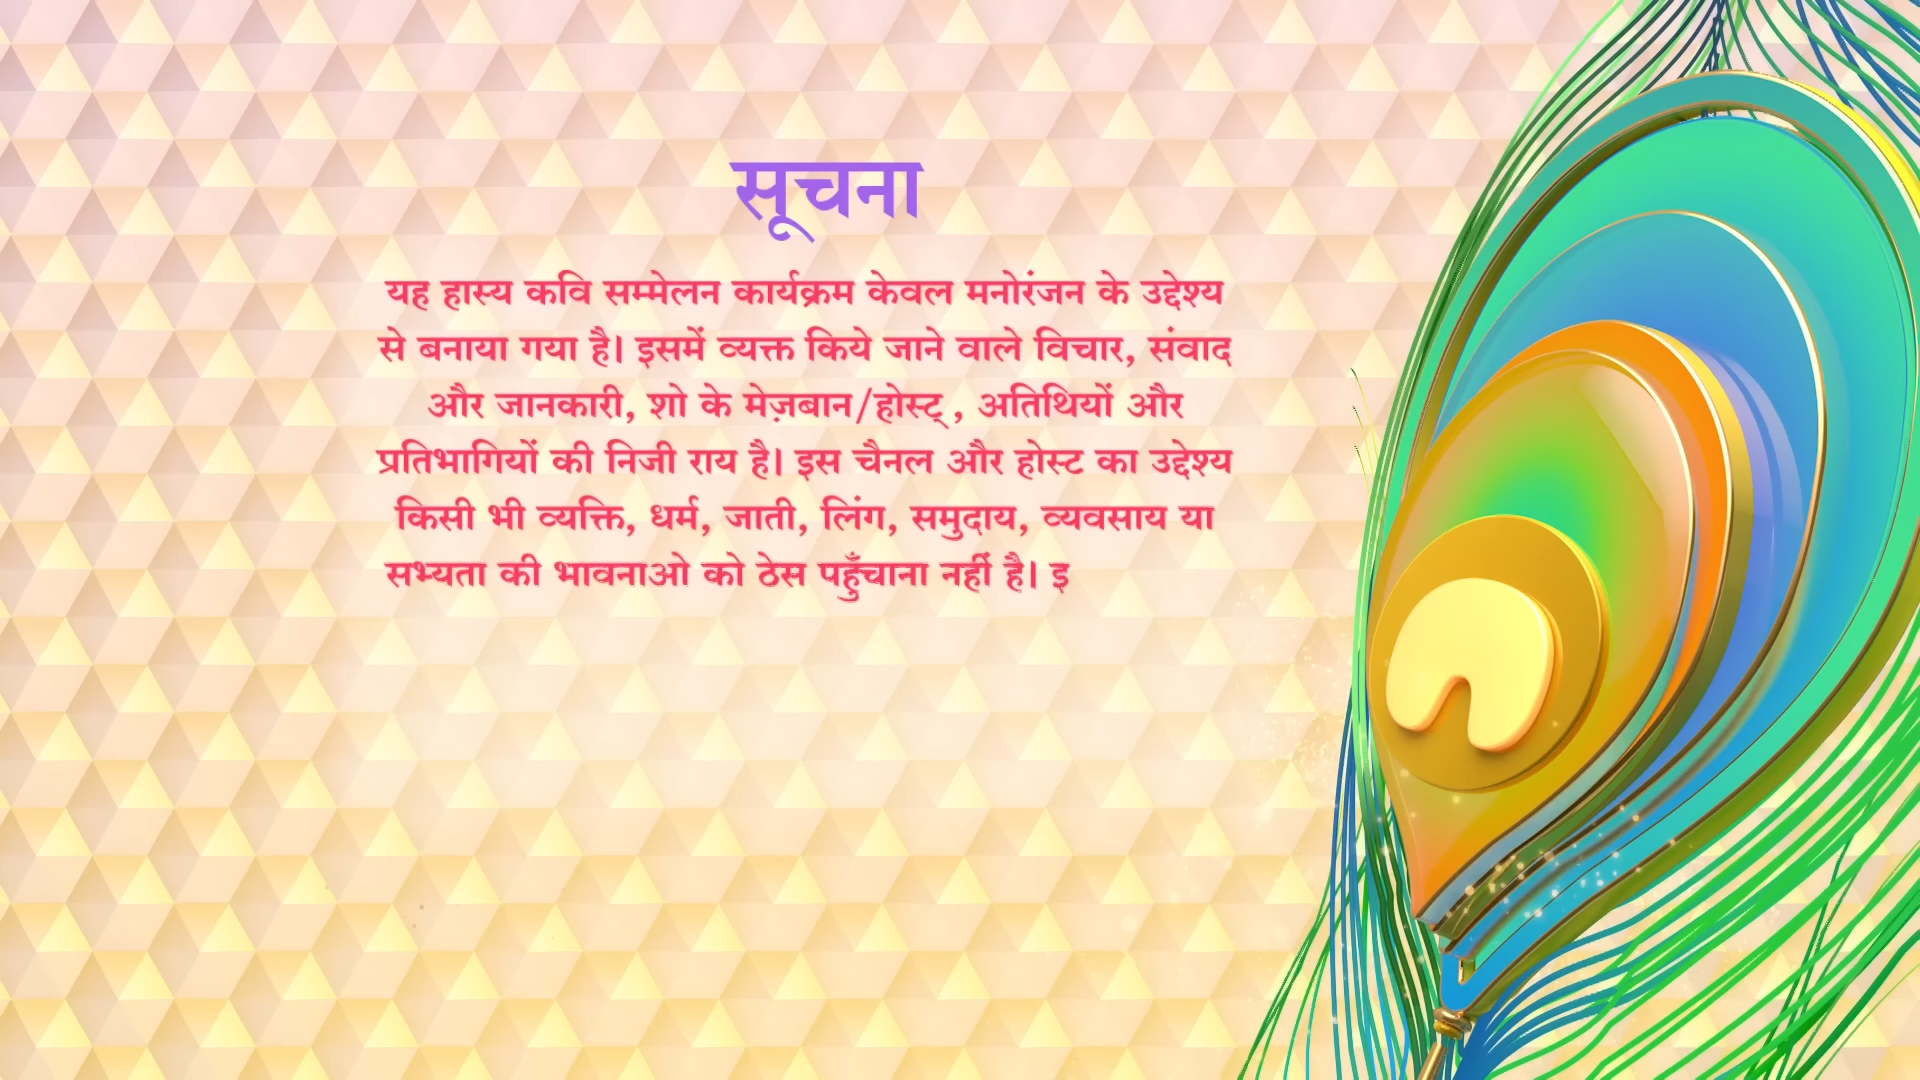 सूचना
यह हास्य कवि सम्मेलन कार्यक्रम केवल मनोरंजन के उद्देश्य
से बनाया गया है। इसमें व्यक्त किये जाने वाले विचार, संवाद
और जानकारी, शो के मेज़बान/होस्ट् , अतिथियों और
प्रतिभागियों की निजी राय है। इस चैनल और होस्ट का उद्देश्य
किसी भी व्यक्ति, धर्म, जाती, लिंग, समुदाय, व्यवसाय या
सभ्यता की भावनाओ को ठेस पहुँचाना नहीं है। इ